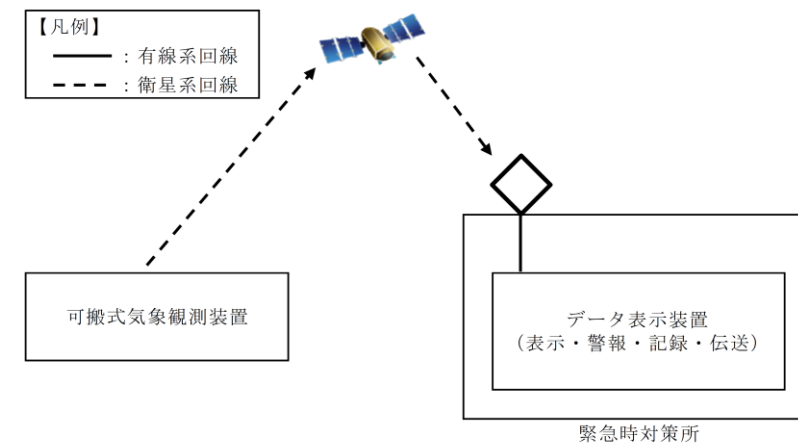 【凡例】
：有線系回線
：衛星系回線
可搬式気象観測装置
データ表示装置
（表示・警報・記録・伝送）
緊急時対策所